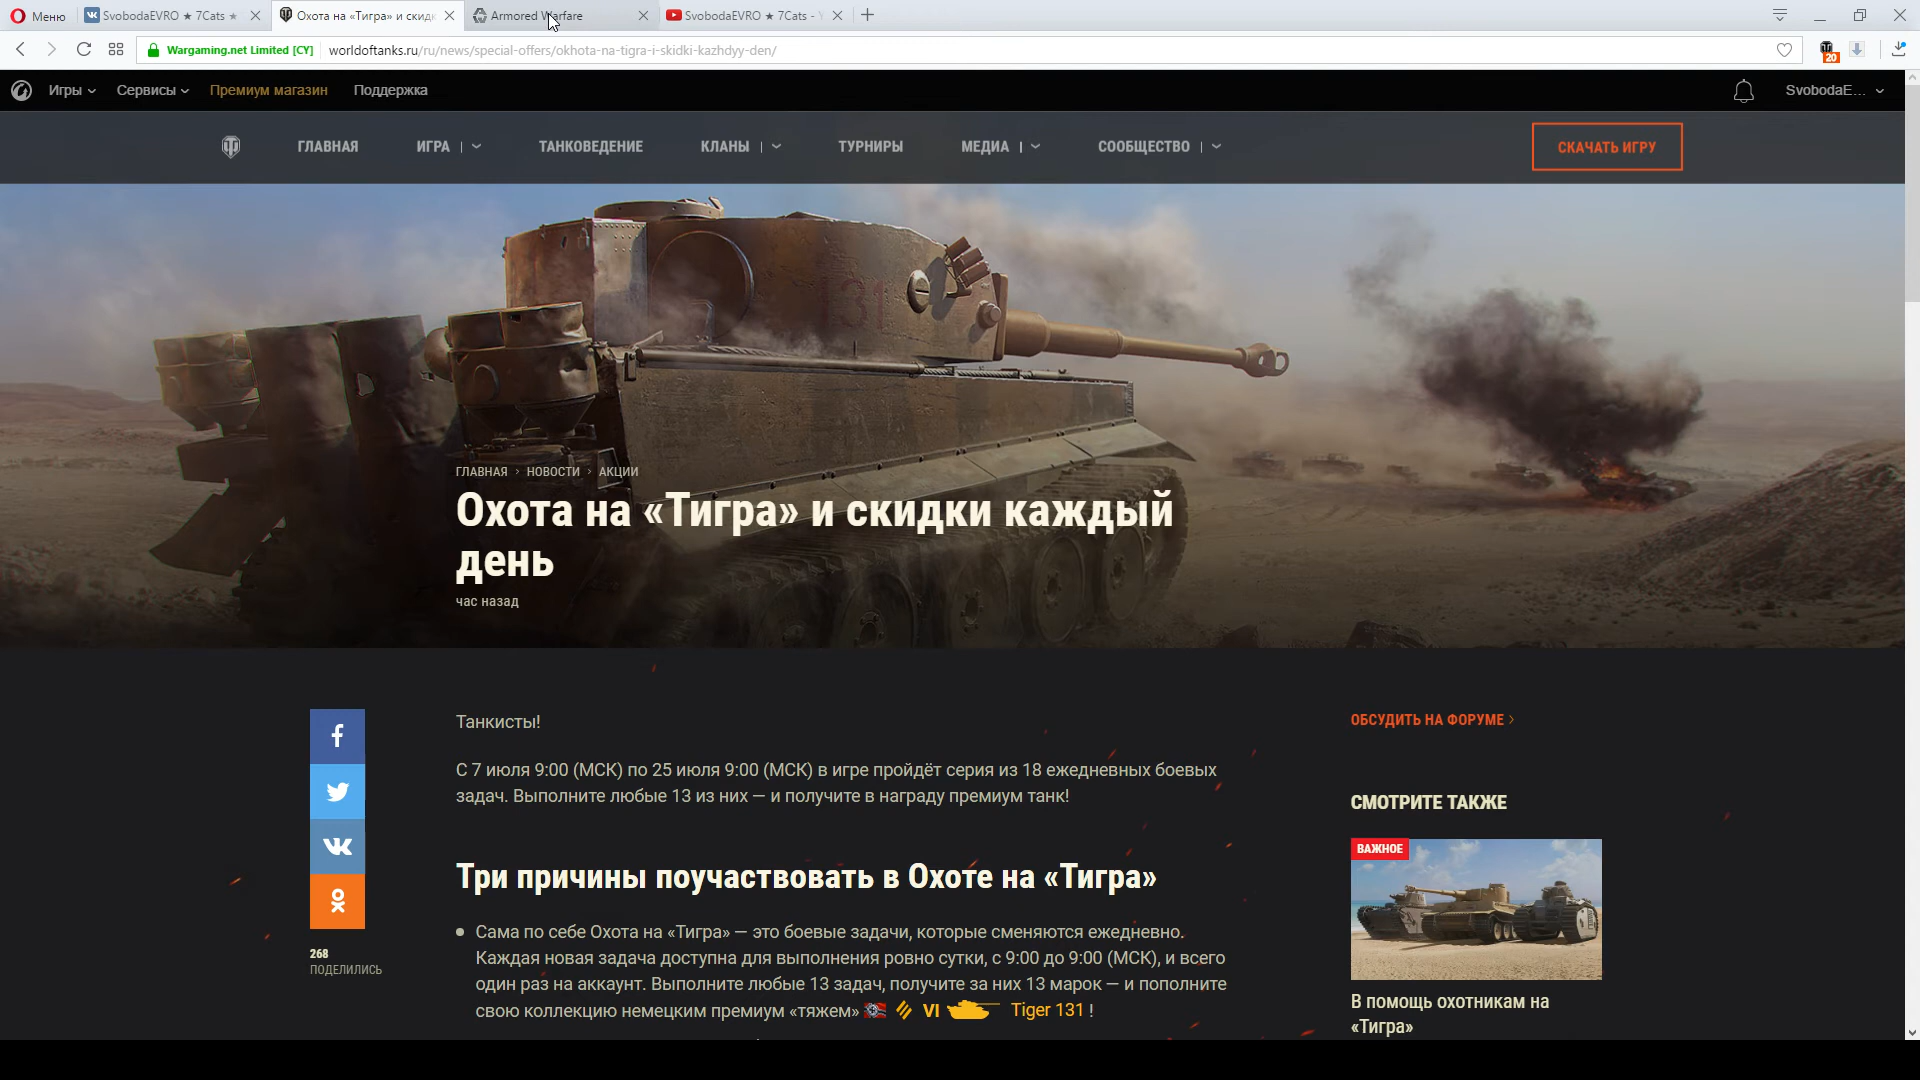 Меню
SvobodaEVRO ★ 7Cats ★
Охота на «Тигра» и скид
Armored Warfare
SvobodaEVRO ★ 7Cats -
Wargaming.net Limited [CY]
worldoftanks.ru/ru/news/special-offers/okhota-na-tigra-i-skidki-kazhdyy-den/
20
Игры
Сервисы
Премиум магазин
Поддержка
SvobodaE...
ГЛАВНАЯ
ИГРА
ТАНКОВЕДЕНИЕ
КЛАНЫ
ТУРНИРЫ
МЕДИА
СООБЩЕСТВО
СКАЧАТЬ ИГРУ
131
ГЛАВНАЯ › НОВОСТИ › АКЦИИ
Охота на «Тигра» и скидки каждый
день
час назад
Танкисты!
С 7 июля 9:00 (МСК) по 25 июля 9:00 (МСК) в игре пройдёт серия из 18 ежедневных боевых
задач. Выполните любые 13 из них — и получите в награду премиум танк!
Три причины поучаствовать в Охоте на «Тигра»
Сама по себе Охота на «Тигра» — это боевые задачи, которые сменяются ежедневно.
Каждая новая задача доступна для выполнения ровно сутки, с 9:00 до 9:00 (МСК), и всего
один раз на аккаунт. Выполните любые 13 задач, получите за них 13 марок — и пополните
свою коллекцию немецким премиум «тяжем» VI Tiger 131 !
268
ПОДЕЛИЛИСЬ
ОБСУДИТЬ НА ФОРУМЕ ›
СМОТРИТЕ ТАКЖЕ
ВАЖНОЕ
В помощь охотникам на
«Тигра»